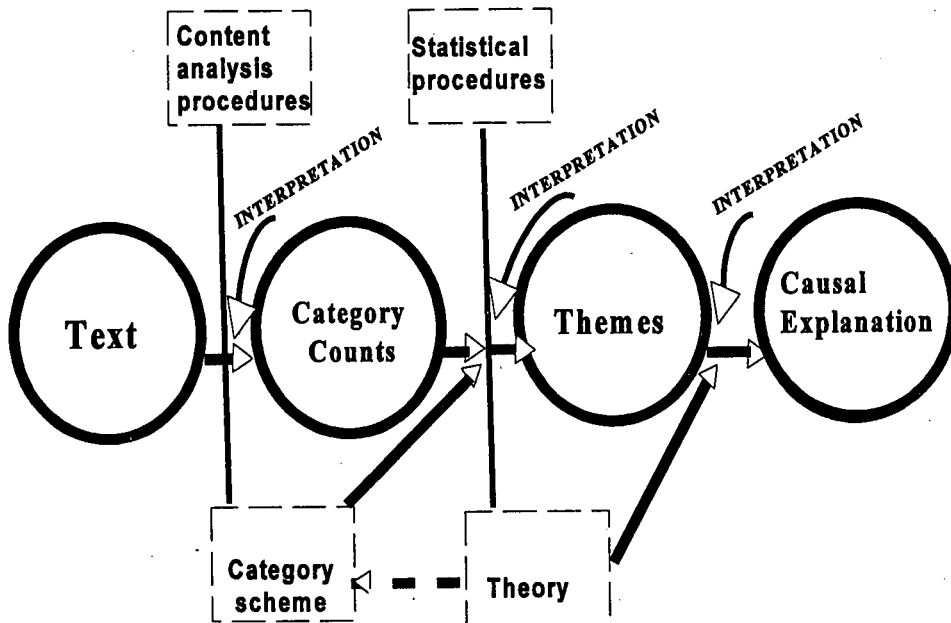 Content
analysis
procedures
Statistical
procedures
INTERPRETATION
INTERPRETATION
INTERPRETATION
Text
Category
Counts
Themes
Causal
Explanation
Category
scheme
Theory